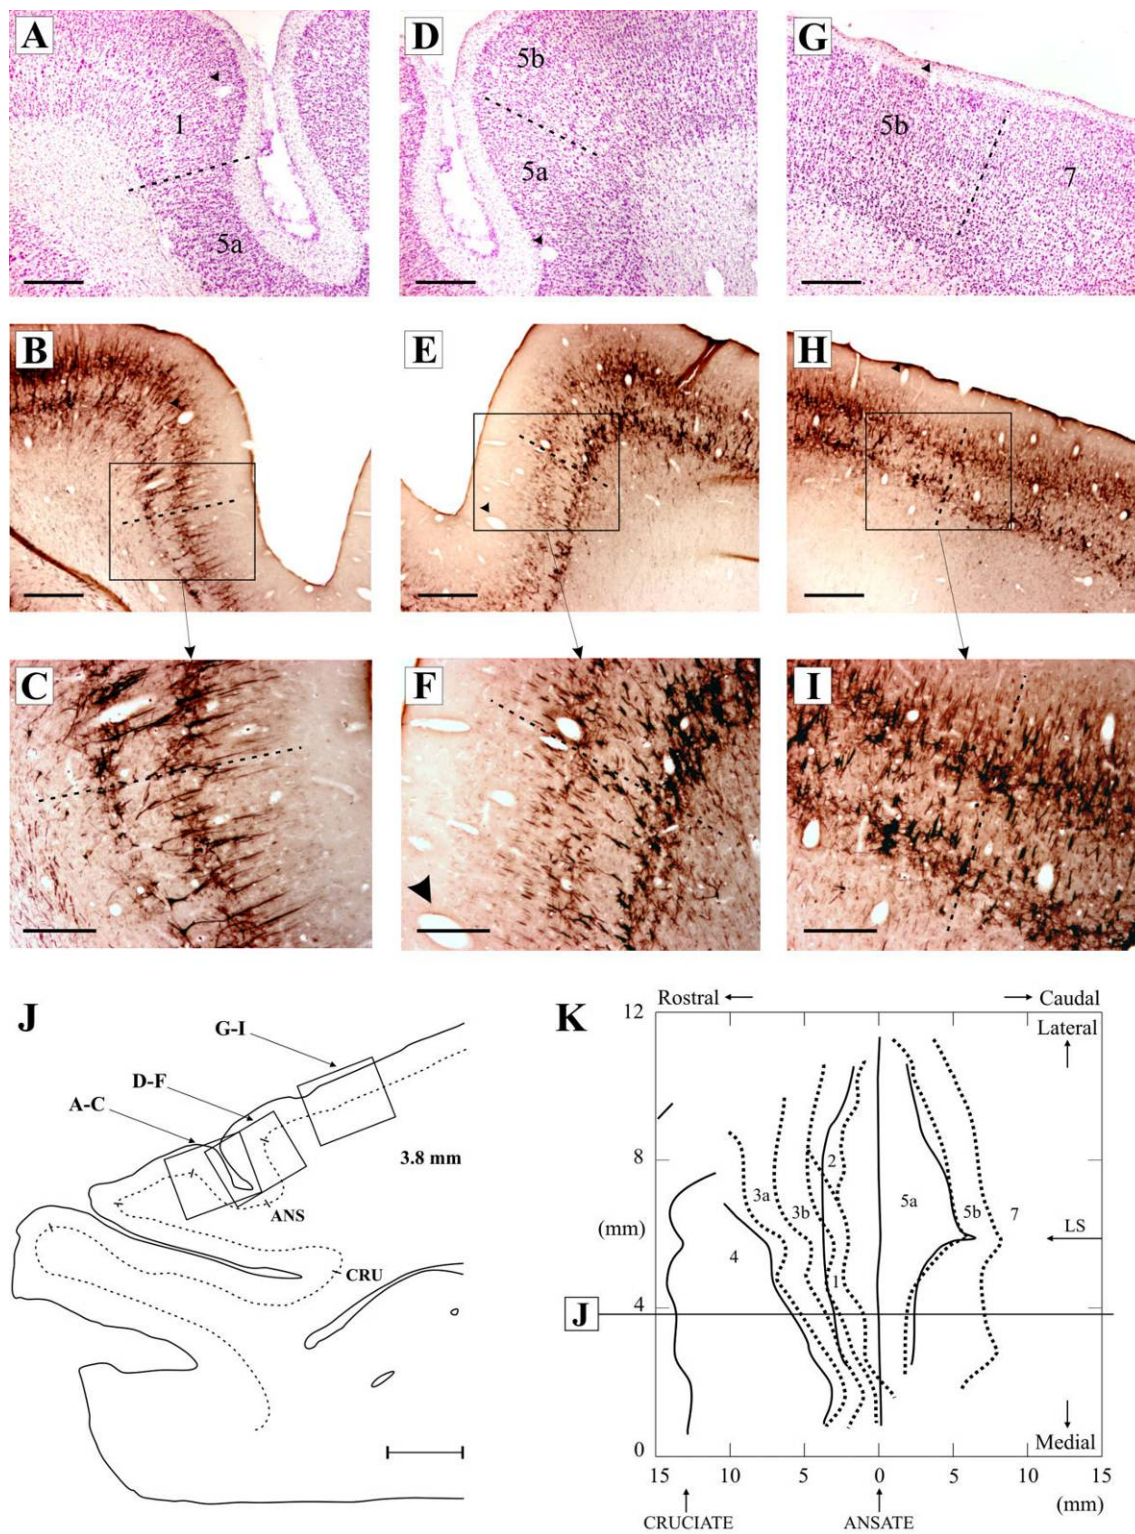 A
1
5a
D
5b
5a
G
5b
7
B
E
H
C
F
I
J
G-I
D-F
A-C
3.8 mm
ANS
CRU
K
Rostral
Caudal
12
Lateral
8
2
3a
3b
5a
5b
7
(mm)
LS
4
1
4
J
Medial
0
15
10
5
0
5
10
15
(mm)
CRUCIATE
ANSATE